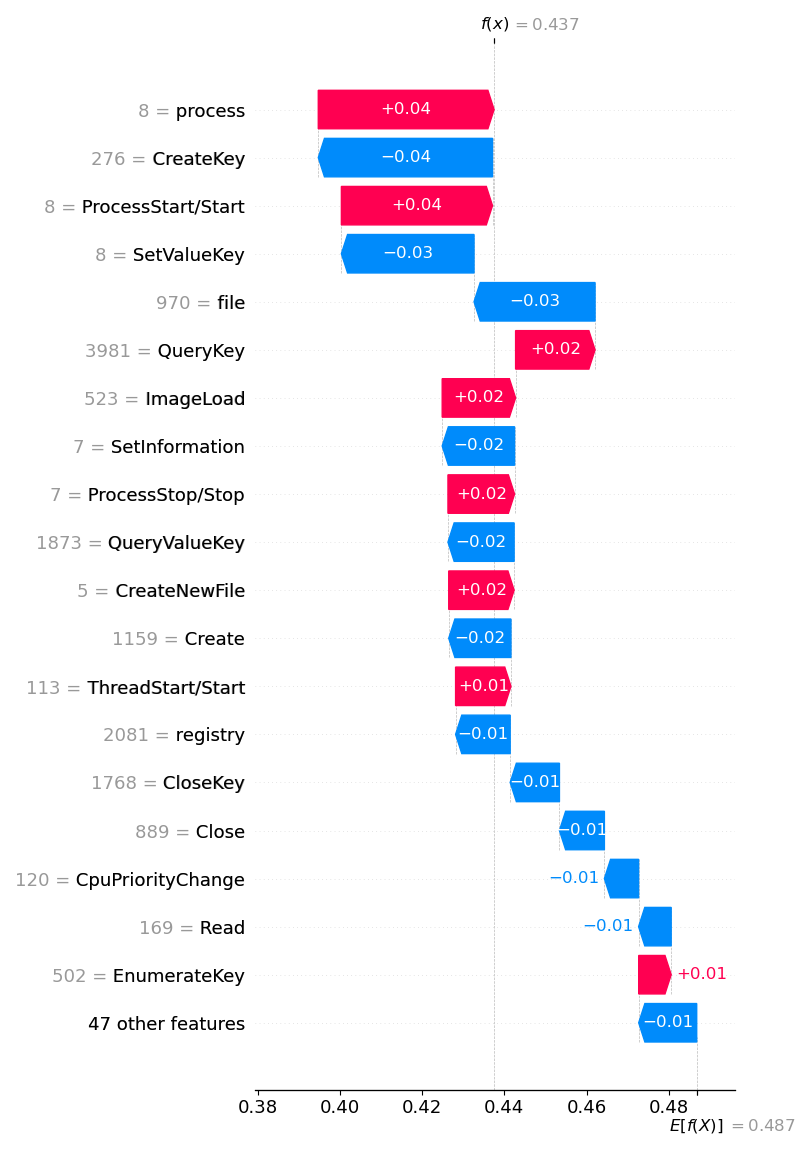 f(x) = 0.437
8 = process +0.04
276 = CreateKey −0.04
8 = ProcessStart/Start +0.04
8 = SetValueKey −0.03
970 = file −0.03
3981 = QueryKey +0.02
523 = ImageLoad +0.02
7 = SetInformation −0.02
7 = ProcessStop/Stop +0.02
1873 = QueryValueKey −0.02
5 = CreateNewFile +0.02
1159 = Create −0.02
113 = ThreadStart/Start +0.01
2081 = registry −0.01
1768 = CloseKey −0.01
889 = Close −0.01
120 = CpuPriorityChange −0.01
169 = Read −0.01
502 = EnumerateKey +0.01
47 other features −0.01
0.38 0.40 0.42 0.44 0.46 0.48
E[f(X)] = 0.487